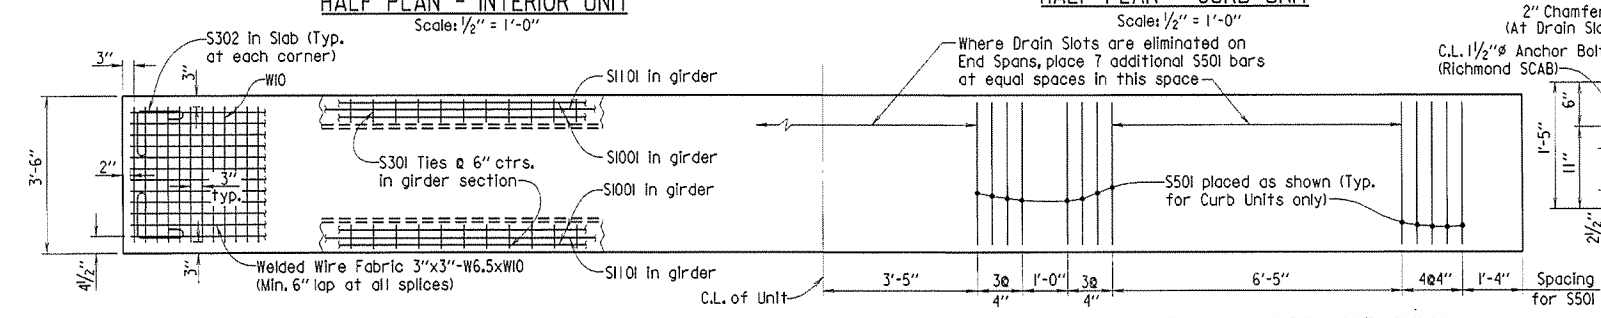 HALF PLAN - INTERIOR UNIT
Scale: 1/2" = 1'-0"
S302 in Slab (Typ.
at each corner)
W10
3"
3"
3'-6"
2"
3"
typ.
4 1/2"
3"
Welded Wire Fabric 3"x3"-W6.5xW10
(Min. 6" lap at all splices)
S1101 in girder
S1001 in girder
S301 Ties @ 6" ctrs.
in girder section
S1001 in girder
S1101 in girder
C.L. of Unit
Scale: 1/2" = 1'-0"
Where Drain Slots are eliminated on
End Spans, place 7 additional S501 bars
at equal spaces in this space
S501 placed as shown (Typ.
for Curb Units only)
3'-5"
3@
4"
1'-0"
3@
4"
6'-5"
4@4"
1'-4"
Spacing
for S501
2" Chamfer
(At Drain
C.L. 1 1/2"ø Anchor
(Richmond SCAB)
6"
1'-5"
11"
2 1/2"